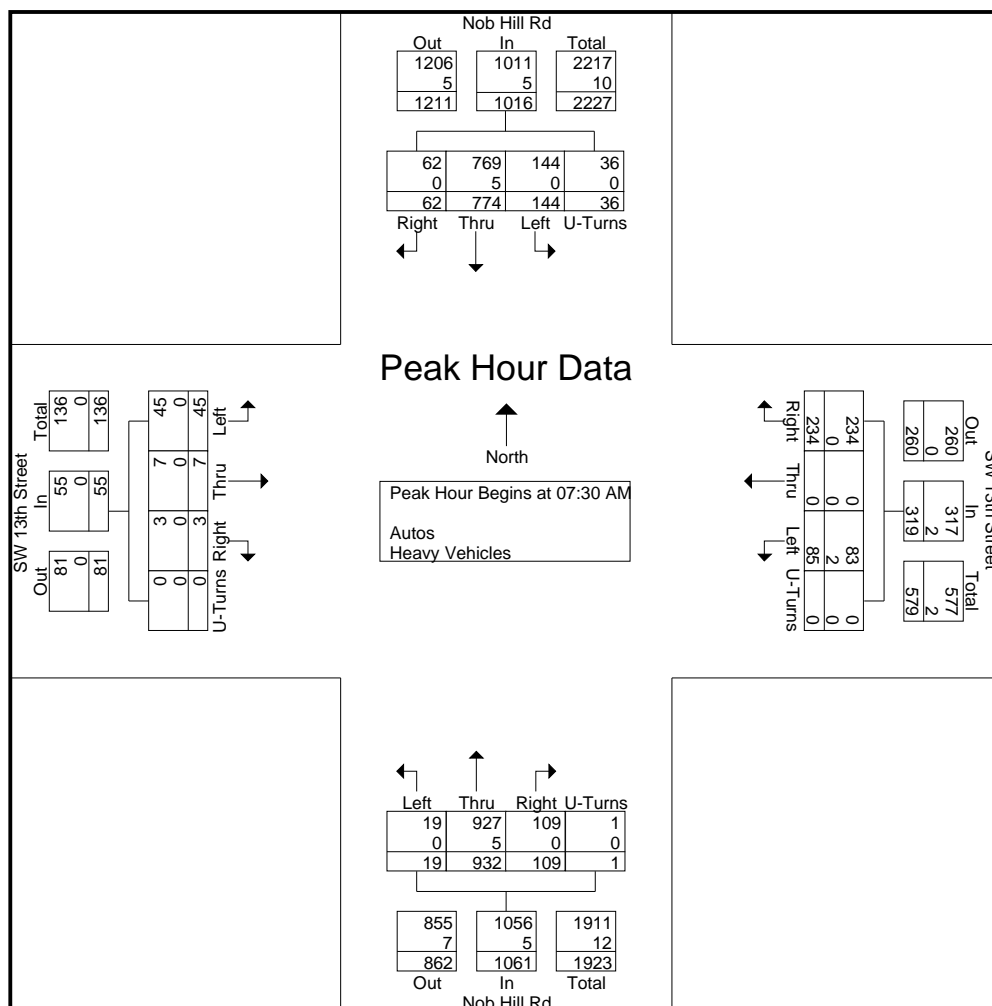 Nob Hill Rd
Out In Total
1206 1011 2217
5 5 10
1211 1016 2227
62 769 144 36
0 5 0 0
62 774 144 36
Right Thru Left U-Turns
Peak Hour Data
North
Peak Hour Begins at 07:30 AM
Autos
Heavy Vehicles
SW 13th Street
Out In Total
81 55 136
0 0 0
81 55 136
0 3 7 45
0 0 0 0
0 3 7 45
U-Turns Right Thru Left
SW 13th Street
Out In Total
260 317 577
0 2 2
260 319 579
234 0 83 0
0 0 2 0
234 0 85 0
Right Thru Left U-Turns
Left Thru Right U-Turns
19 927 109 1
0 5 0 0
19 932 109 1
855 1056 1911
7 5 12
862 1061 1923
Out In Total
Nob Hill Rd